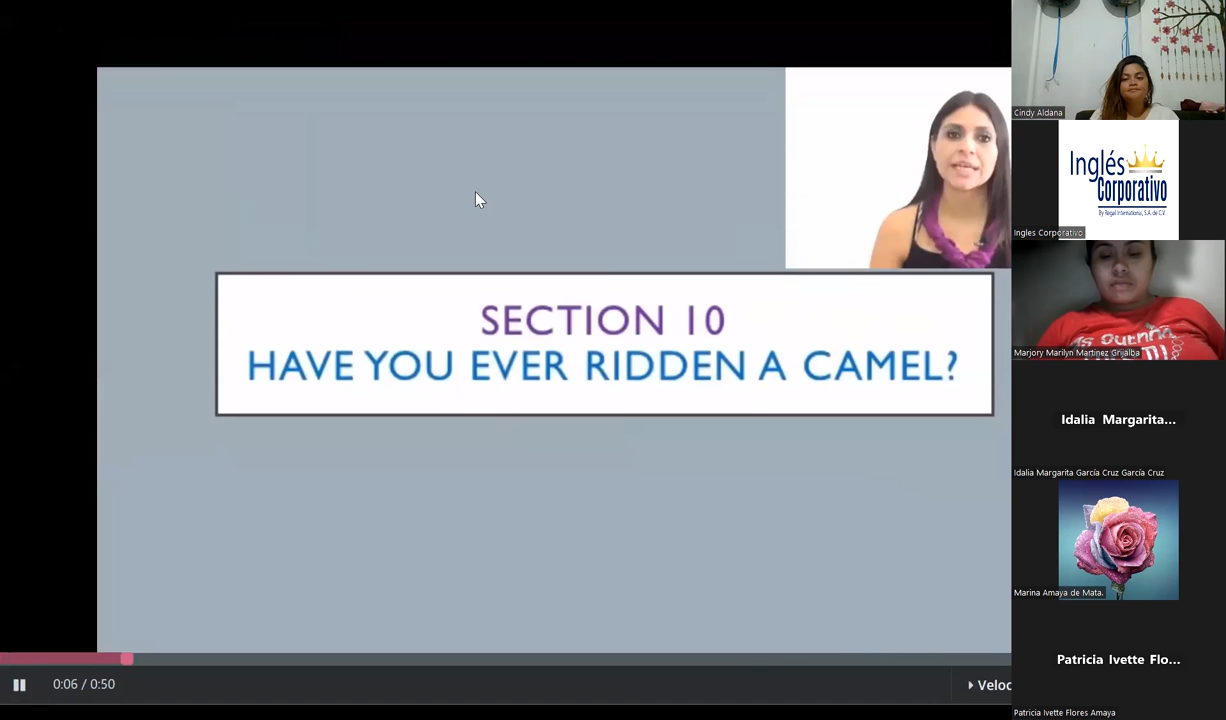 SECTION 10
HAVE YOU EVER RIDDEN A CAMEL?
0:06 / 0:50
Veloc
Cindy Aldana
Inglés
Corporativo
By Regal International, S.A. de C.V.
Ingles Corporativo
Marjory Marilyn Martinez Grijalba
Idalia Margarita...
Idalia Margarita García Cruz García Cruz
Marina Amaya de Mata.
Patricia Ivette Flo...
Patricia Ivette Flores Amaya